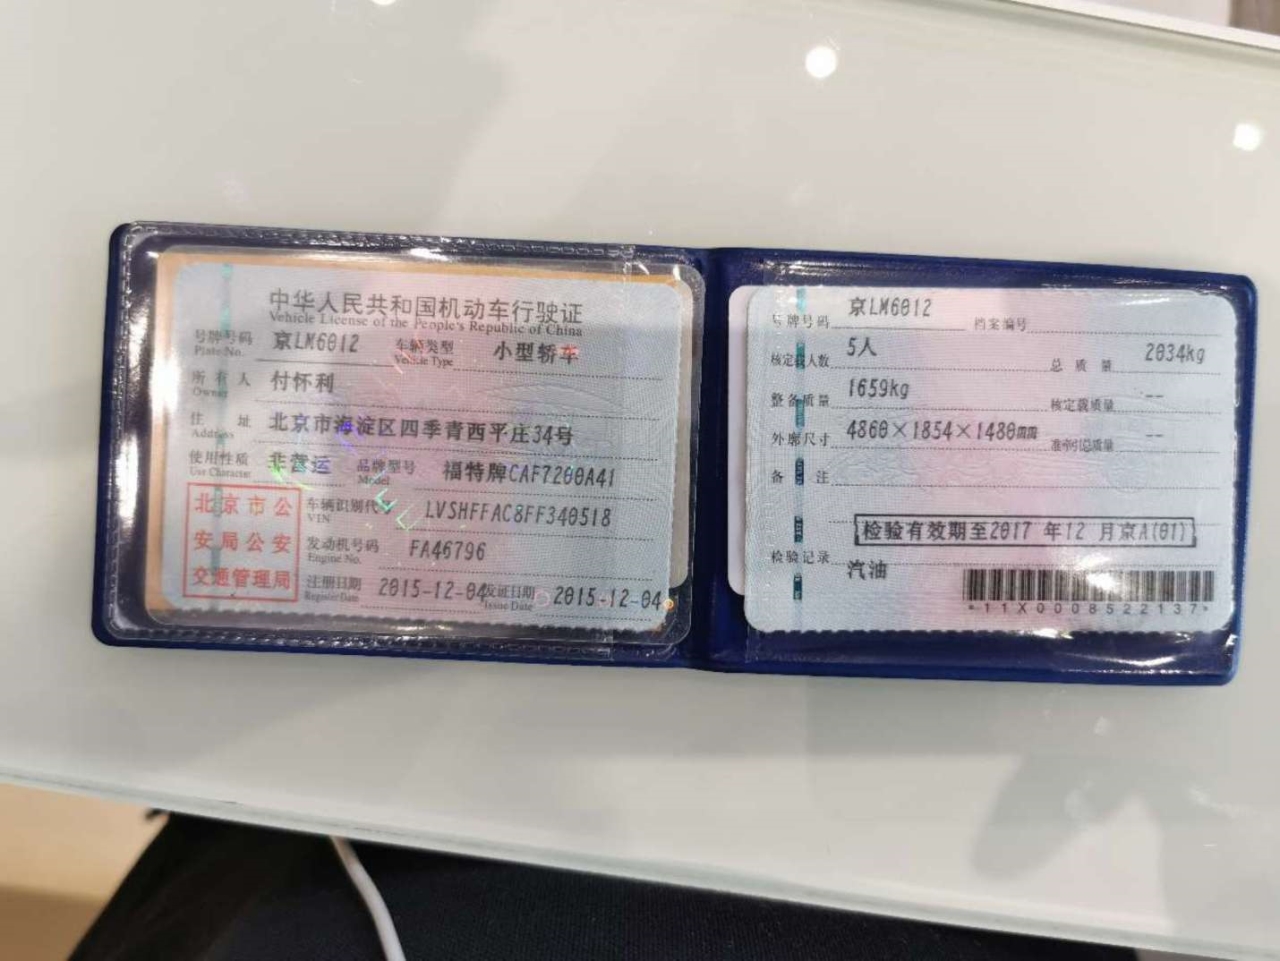 中华人民共和国机动车行驶证
Vehicle License of the People's Republic of China
号牌号码 京LM6012 车辆类型 小型轿车
Plate No. Vehicle Type
所有人 付怀利
Owner
住址 北京市海淀区四季青西平庄34号
Address
使用性质 非营运 品牌型号 福特牌CAF7200A41
Use Character Model
北京市公
安局公安
交通管理局
车辆识别代号 LVSHFFAC8FF340518
VIN
发动机号码 FA46796
Engine No.
注册日期 2015-12-04 发证日期 2015-12-04
Register Date Issue Date
号牌号码 京LM6012 档案编号
核定载人数 5人 总质量 2034kg
整备质量 1659kg 核定载质量 --
外廓尺寸 4860×1854×1480mm 准牵引总质量 --
备注
检验有效期至2017年12月京A(01)
检验记录
汽油
*11X0008522137*